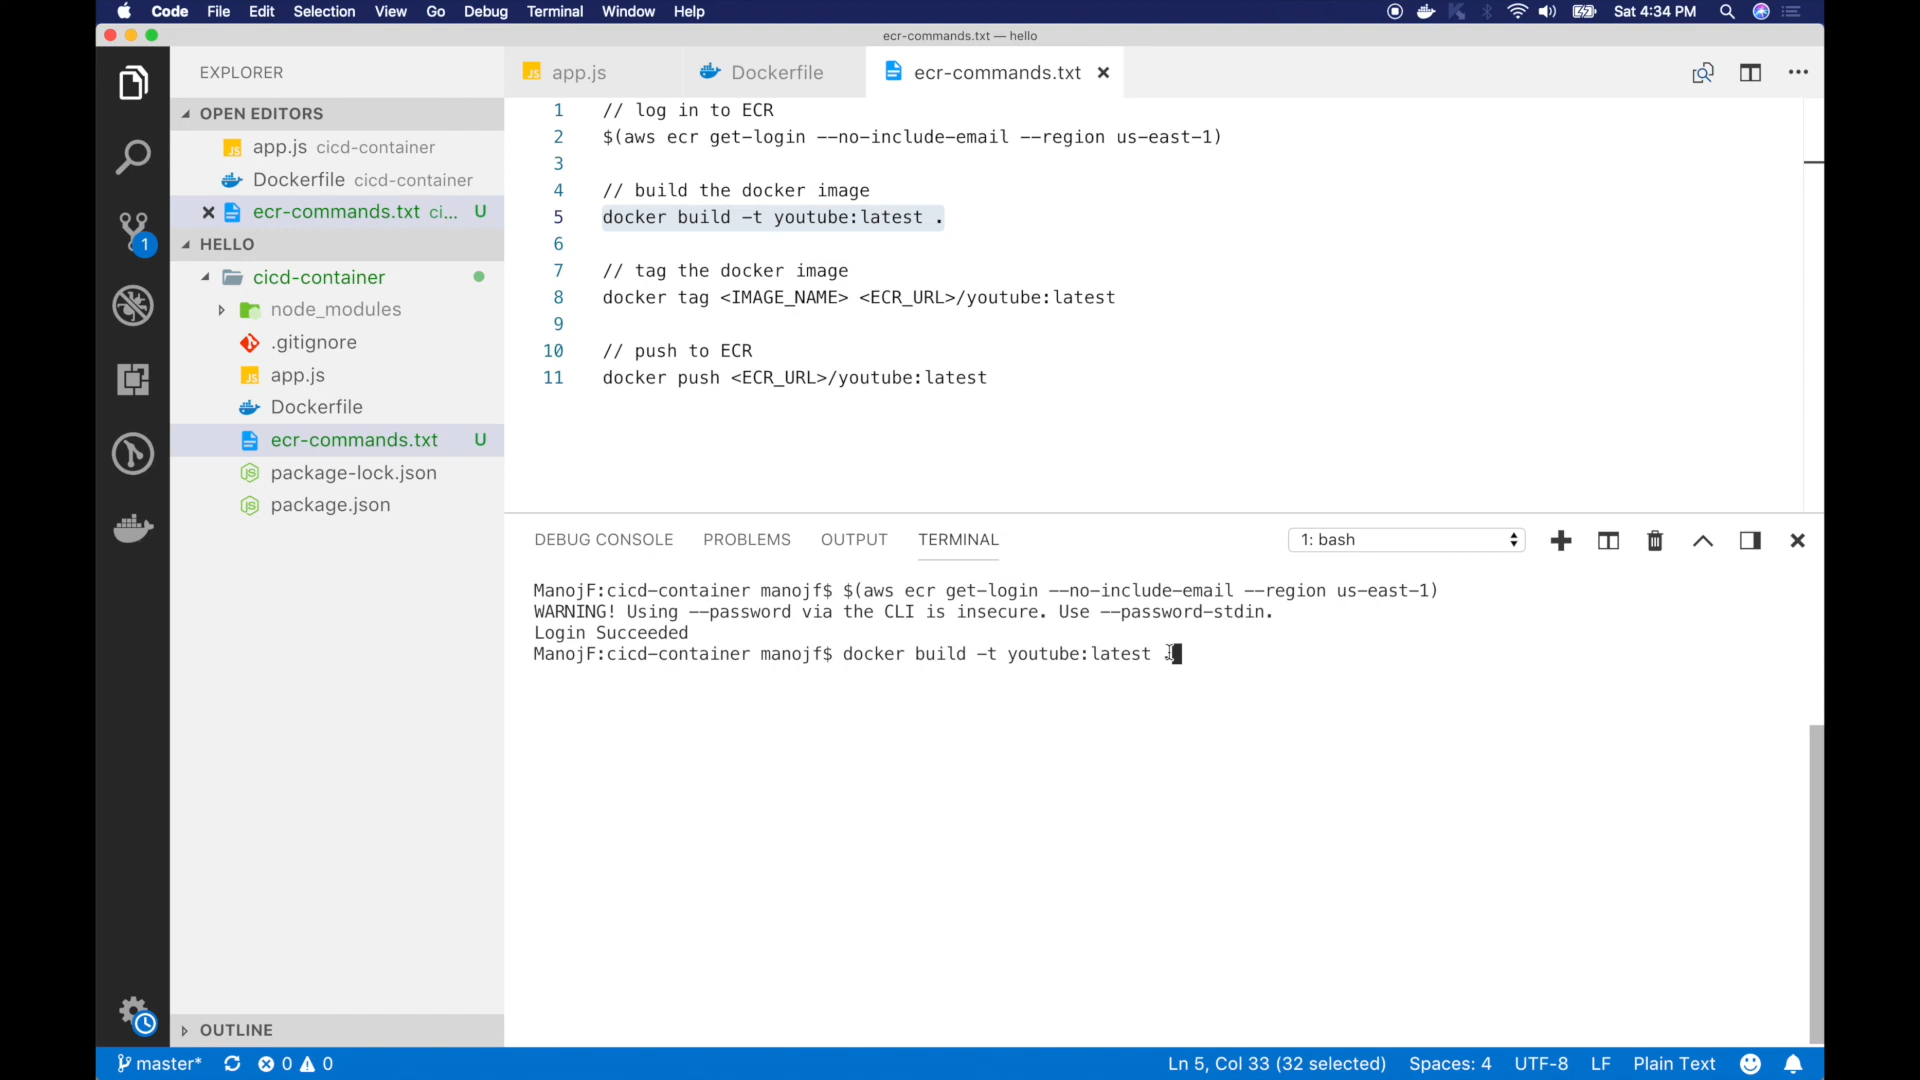 Code File Edit Selection View Go Debug Terminal Window Help
Sat 4:34 PM
ecr-commands.txt — hello
EXPLORER
app.js
Dockerfile
ecr-commands.txt
OPEN EDITORS
app.js cicd-container
Dockerfile cicd-container
ecr-commands.txt ci... U
HELLO
cicd-container
node_modules
.gitignore
app.js
Dockerfile
ecr-commands.txt U
package-lock.json
package.json
OUTLINE
1
1 // log in to ECR
2 $(aws ecr get-login --no-include-email --region us-east-1)
3
4 // build the docker image
5 docker build -t youtube:latest .
6
7 // tag the docker image
8 docker tag <IMAGE_NAME> <ECR_URL>/youtube:latest
9
10 // push to ECR
11 docker push <ECR_URL>/youtube:latest
DEBUG CONSOLE PROBLEMS OUTPUT TERMINAL
1: bash
ManojF:cicd-container manojf$ $(aws ecr get-login --no-include-email --region us-east-1)
WARNING! Using --password via the CLI is insecure. Use --password-stdin.
Login Succeeded
ManojF:cicd-container manojf$ docker build -t youtube:latest .
master* 0 0
Ln 5, Col 33 (32 selected) Spaces: 4 UTF-8 LF Plain Text